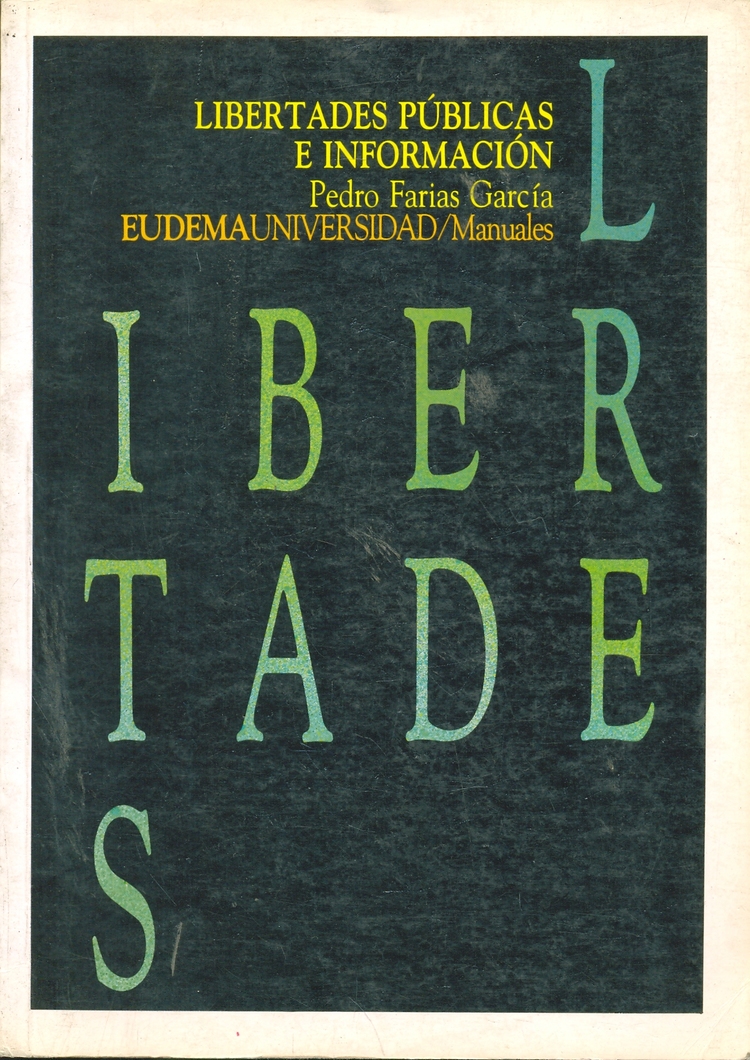 LIBERTADES PÚBLICAS
E INFORMACIÓN
Pedro Farias García
EUDEMAUNIVERSIDAD/Manuales
L
IBER
TADE
S